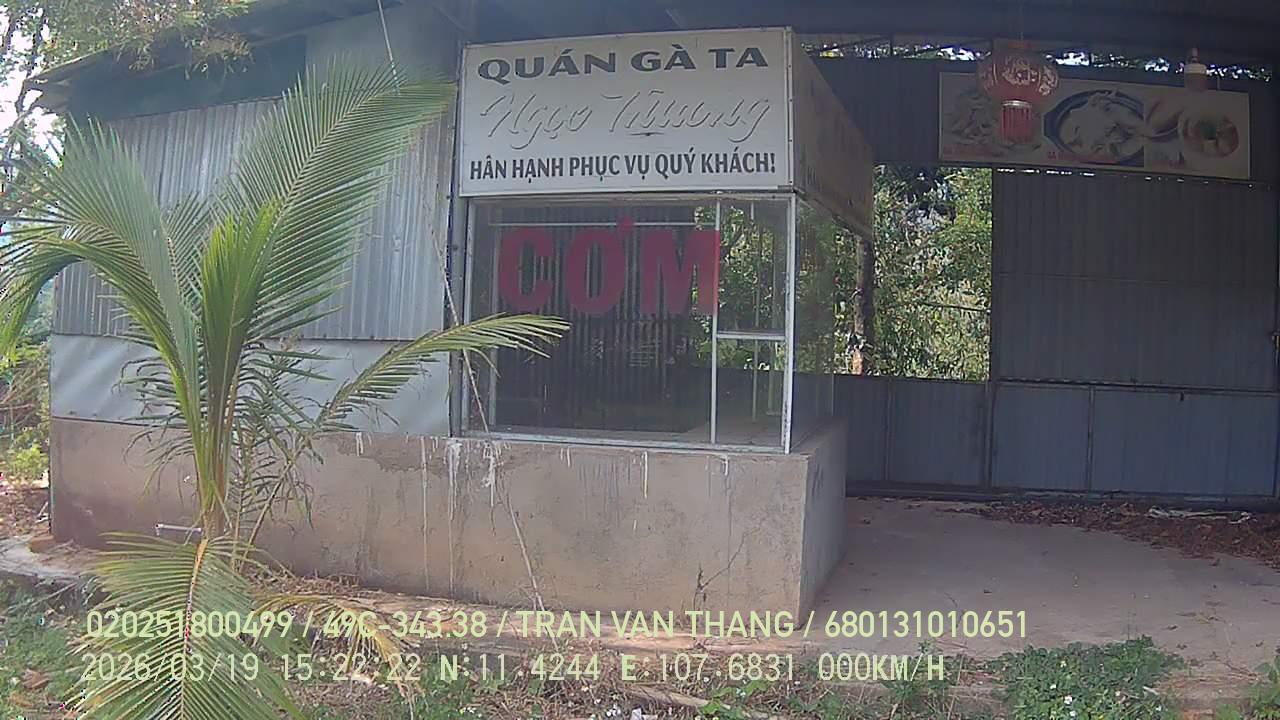 QUÁN GÀ TA
Ngọc Thương
HÂN HẠNH PHỤC VỤ QUÝ KHÁCH!
CƠM
020251800499 / 49C-343.38 / TRAN VAN THANG / 680131010651
2026/03/19 15:22:22 N:11.4244 E:107.6831 000KM/H